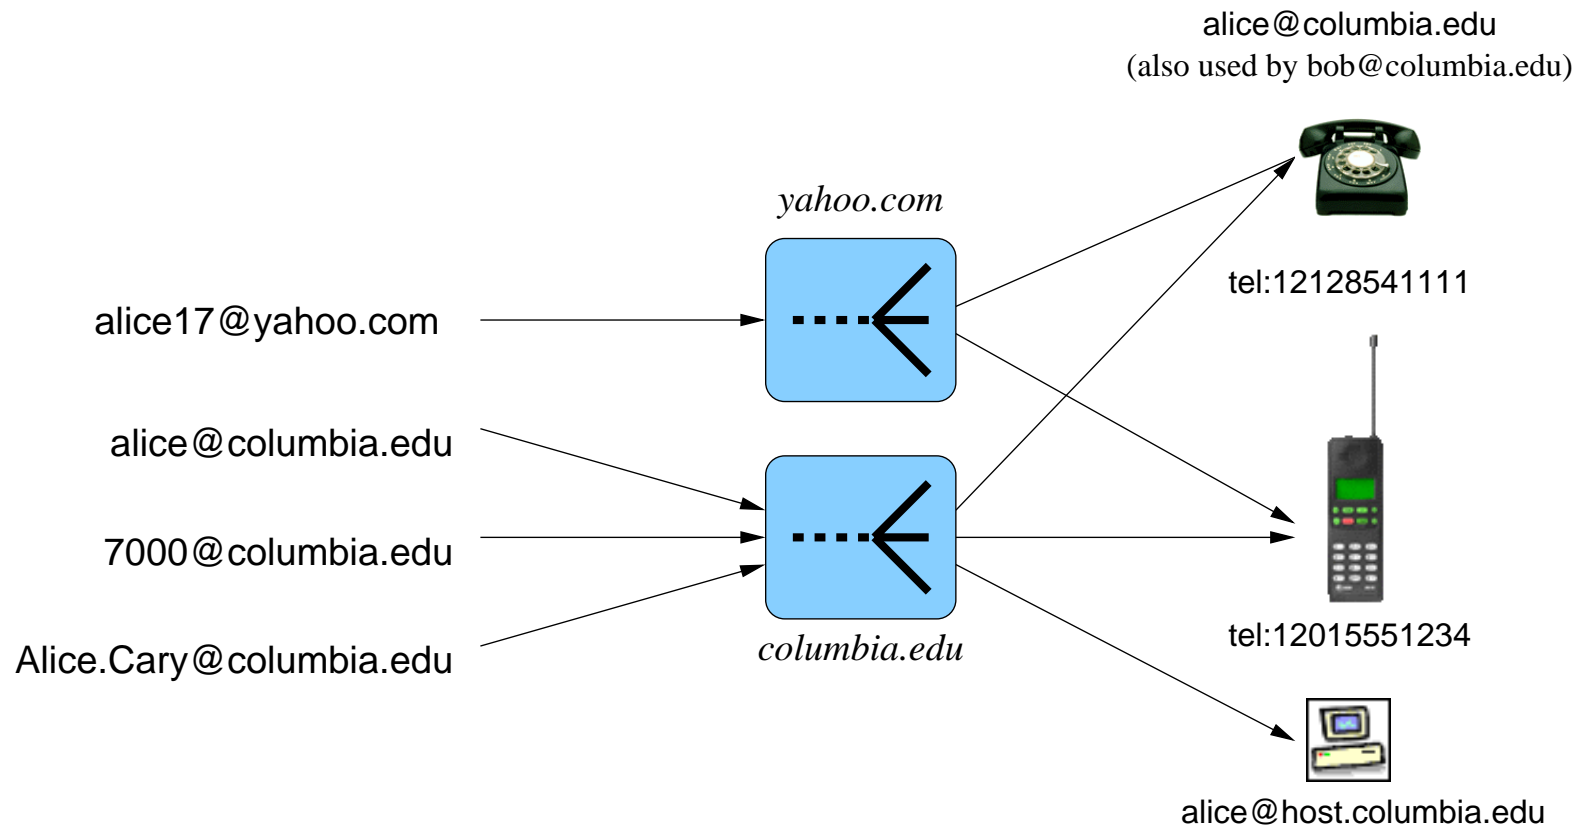 alice@columbia.edu
(also used by bob@columbia.edu)
yahoo.com
tel:12128541111
alice17@yahoo.com
alice@columbia.edu
7000@columbia.edu
Alice.Cary@columbia.edu
columbia.edu
tel:12015551234
alice@host.columbia.edu